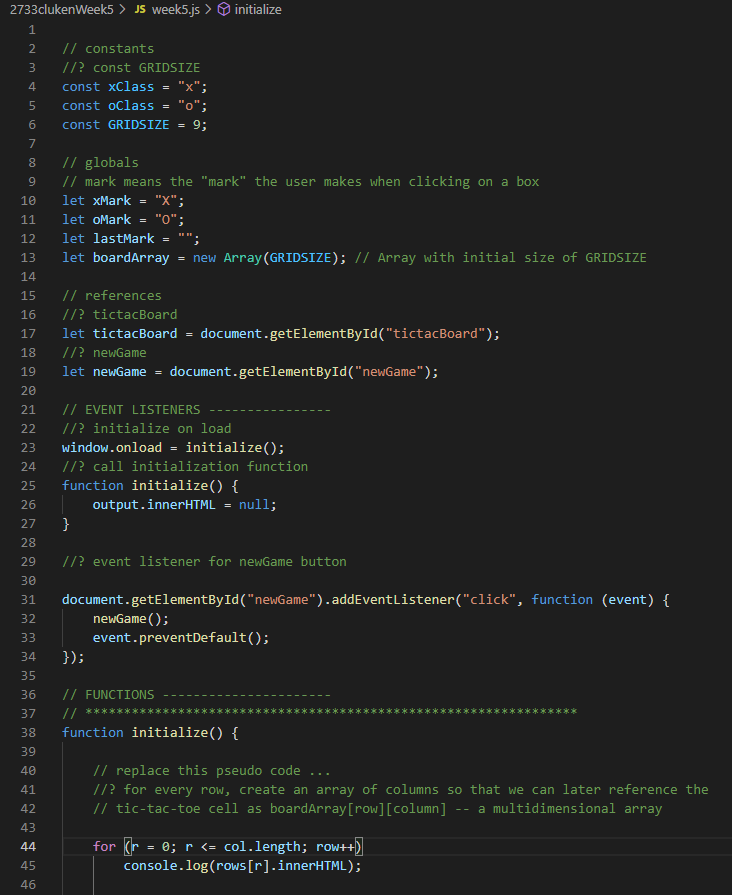 2733clukenWeek5 > JS week5.js > initialize
1
2 // constants
3 //? const GRIDSIZE
4 const xClass = "x";
5 const oClass = "o";
6 const GRIDSIZE = 9;
7
8 // globals
9 // mark means the "mark" the user makes when clicking on a box
10 let xMark = "X";
11 let oMark = "O";
12 let lastMark = "";
13 let boardArray = new Array(GRIDSIZE); // Array with initial size of GRIDSIZE
14
15 // references
16 //? tictacBoard
17 let tictacBoard = document.getElementById("tictacBoard");
18 //? newGame
19 let newGame = document.getElementById("newGame");
20
21 // EVENT LISTENERS ----------------
22 //? initialize on load
23 window.onload = initialize();
24 //? call initialization function
25 function initialize() {
26     output.innerHTML = null;
27 }
28
29 //? event listener for newGame button
30
31 document.getElementById("newGame").addEventListener("click", function (event) {
32     newGame();
33     event.preventDefault();
34 });
35
36 // FUNCTIONS ----------------------
37 // ****************************************************************
38 function initialize() {
39
40     // replace this pseudo code ...
41     //? for every row, create an array of columns so that we can later reference the
42     // tic-tac-toe cell as boardArray[row][column] -- a multidimensional array
43
44     for (r = 0; r <= col.length; row++)
45         console.log(rows[r].innerHTML);
46